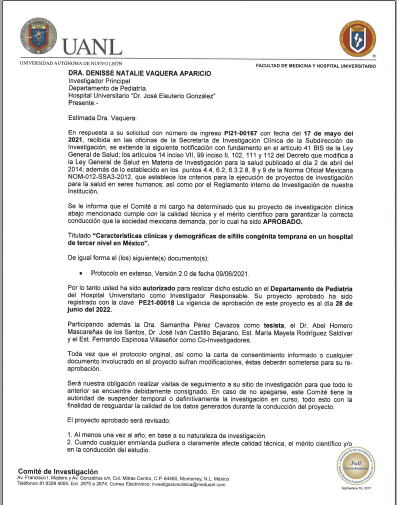 UANL
UNIVERSIDAD AUTÓNOMA DE NUEVO LEÓN
FACULTAD DE MEDICINA Y HOSPITAL UNIVERSITARIO
DRA. DENISSE NATALIE VAQUERA APARICIO
Investigador Principal
Departamento de Pediatría.
Hospital Universitario "Dr. José Eleuterio González"
Presente.-
Estimada Dra. Vaquera:
En respuesta a su solicitud con número de ingreso PI21-00167 con fecha del 17 de mayo del
2021, recibida en las oficinas de la Secretaría de Investigación Clínica de la Subdirección de
Investigación, se extiende la siguiente notificación con fundamento en el artículo 41 BIS de la Ley
General de Salud; los artículos 14 inciso VII, 99 inciso II, 102, 111 y 112 del Decreto que modifica a
la Ley General de Salud en Materia de Investigación para la salud publicado el día 2 de abril del
2014; además de lo establecido en los puntos 4.4, 6.2, 6.3.2.8, 8 y 9 de la Norma Oficial Mexicana
NOM-012-SSA3-2012, que establece los criterios para la ejecución de proyectos de investigación
para la salud en seres humanos; así como por el Reglamento interno de Investigación de nuestra
Institución.
Se le informa que el Comité a mi cargo ha determinado que su proyecto de investigación clínica
abajo mencionado cumple con la calidad técnica y el mérito científico para garantizar la correcta
conducción que la sociedad mexicana demanda, por lo cual ha sido APROBADO.
Titulado "Características clínicas y demográficas de sífilis congénita temprana en un hospital
de tercer nivel en México".
De igual forma el (los) siguiente(s) documento(s):
• Protocolo en extenso, Versión 2.0 de fecha 09/06/2021.
Por lo tanto usted ha sido autorizado para realizar dicho estudio en el Departamento de Pediatría
del Hospital Universitario como Investigador Responsable. Su proyecto aprobado ha sido
registrado con la clave PE21-00018 La vigencia de aprobación de este proyecto es al día 28 de
junio del 2022.
Participando además la Dra. Samantha Pérez Cavazos como tesista, el Dr. Abel Homero
Mascareñas de los Santos, Dr. José Iván Castillo Bejarano, Est. María Mayela Rodríguez Saldívar
y el Est. Fernando Espinosa Villaseñor como Co-Investigadores.
Toda vez que el protocolo original, así como la carta de consentimiento informado o cualquier
documento involucrado en el proyecto sufran modificaciones, éstas deberán someterse para su re-
aprobación.
Será nuestra obligación realizar visitas de seguimiento a su sitio de investigación para que todo lo
anterior se encuentre debidamente consignado. En caso de no apegarse, este Comité tiene la
autoridad de suspender temporal o definitivamente la investigación en curso, todo esto con la
finalidad de resguardar la calidad de los datos generados durante la conducción del proyecto.
El proyecto aprobado será revisado:
1. Al menos una vez al año, en base a su naturaleza de investigación.
2. Cuando cualquier enmienda pudiera o claramente afecte calidad técnica, el mérito científico y/o
en la conducción del estudio.
Comité de Investigación
Av. Francisco I. Madero y Av. Gonzalitos s/n, Col. Mitras Centro, C.P. 64460, Monterrey, N.L. México
Teléfonos: 81 8329 4050, Ext. 2870 a 2874. Correo Electrónico: investigacionclinica@meduanl.com
Full